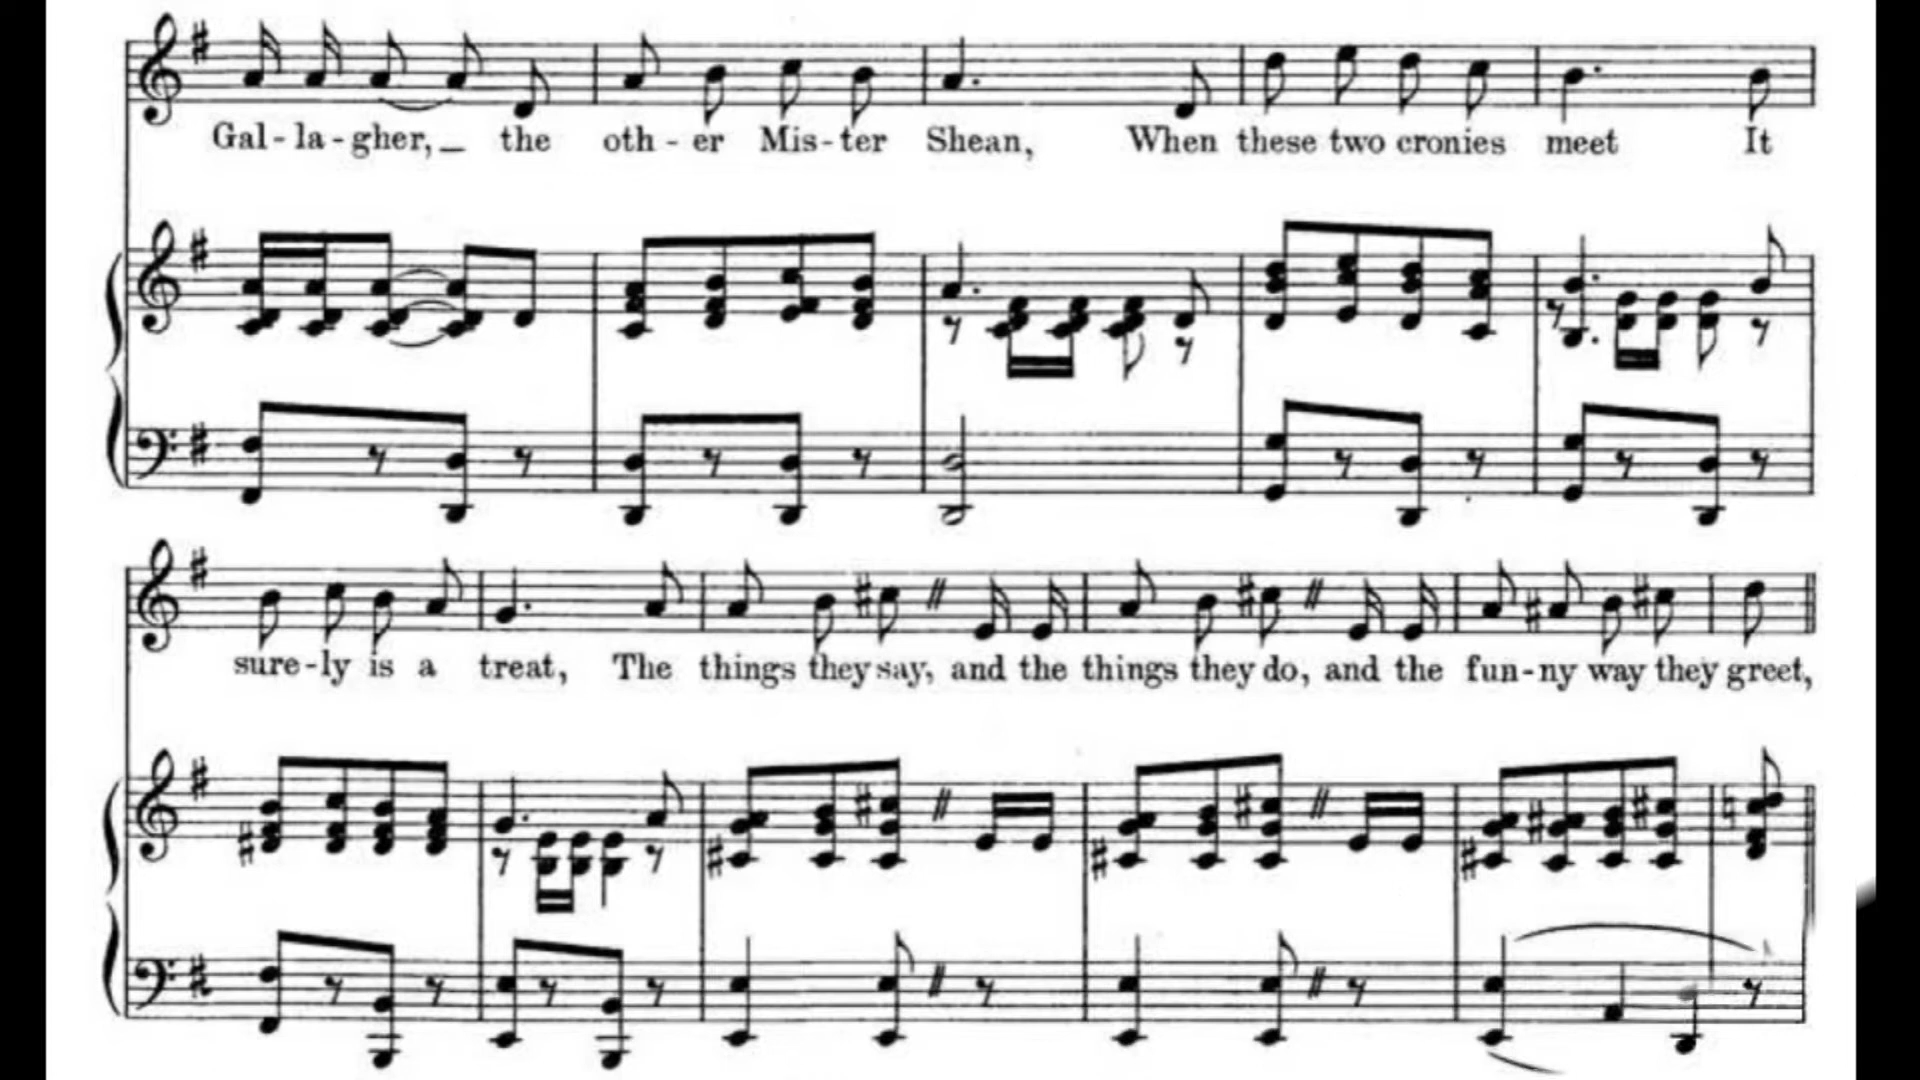 Gal - la - gher, _ the oth - er Mis - ter Shean, When these two cronies meet It
sure - ly is a treat, The things they say, and the things they do, and the fun - ny way they greet,